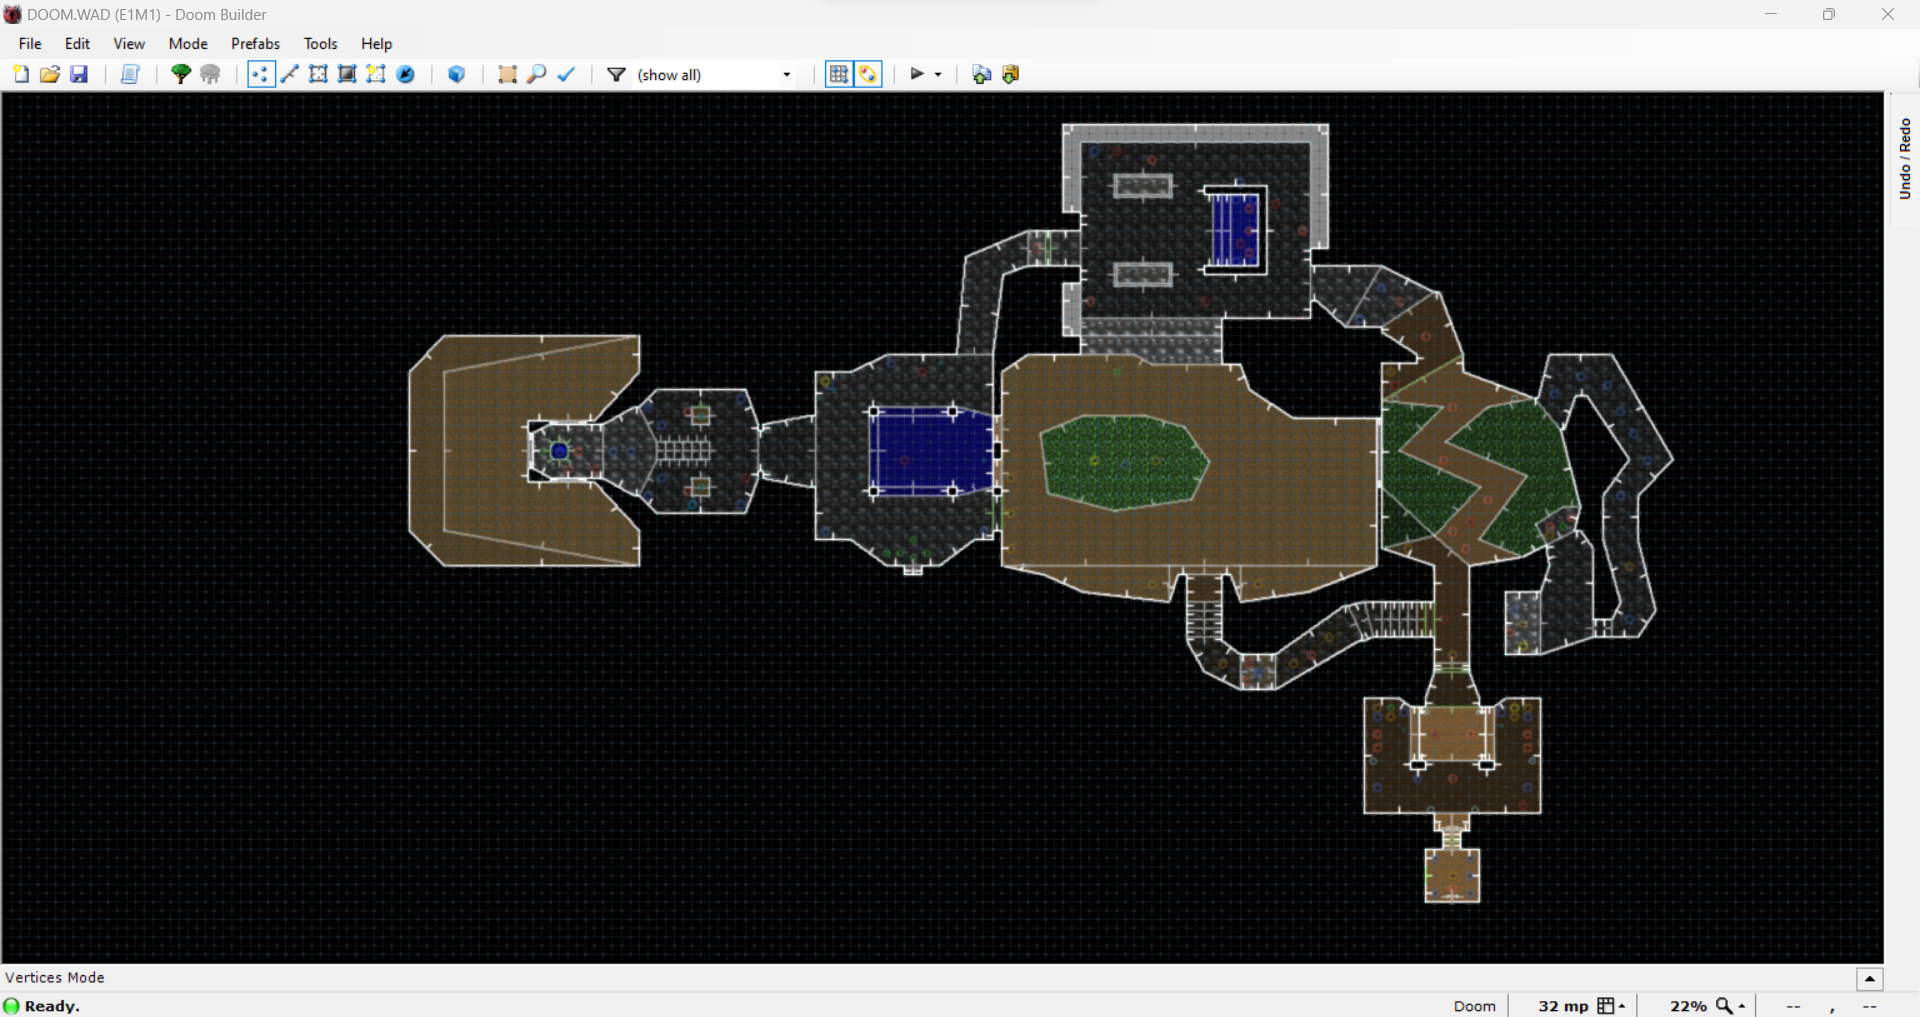 DOOM.WAD (E1M1) - Doom Builder
File Edit View Mode Prefabs Tools Help
(show all)
Undo / Redo
Vertices Mode
Ready.
Doom
32 mp
22%
-- , --